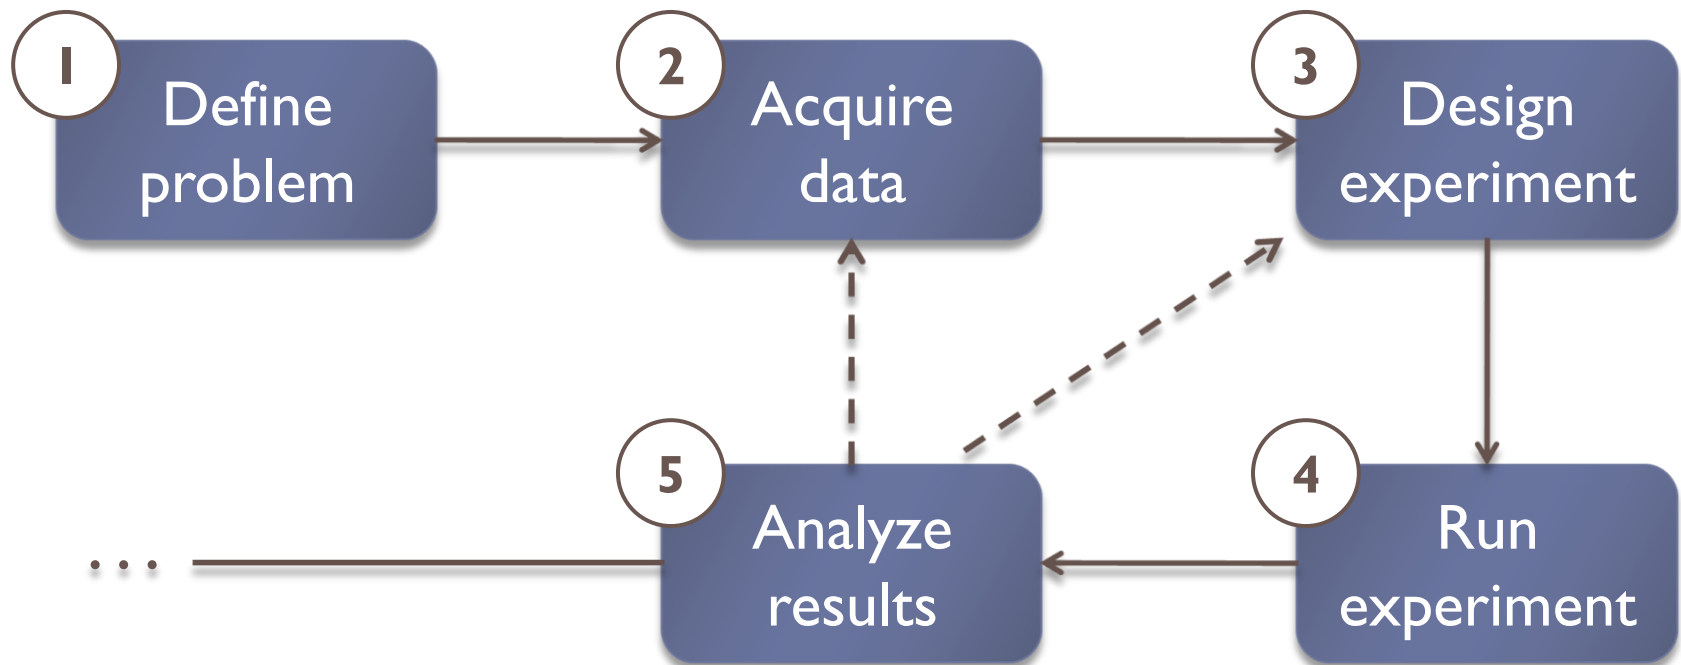 1
Define
problem
2
Acquire
data
3
Design
experiment
4
Run
experiment
5
Analyze
results
...